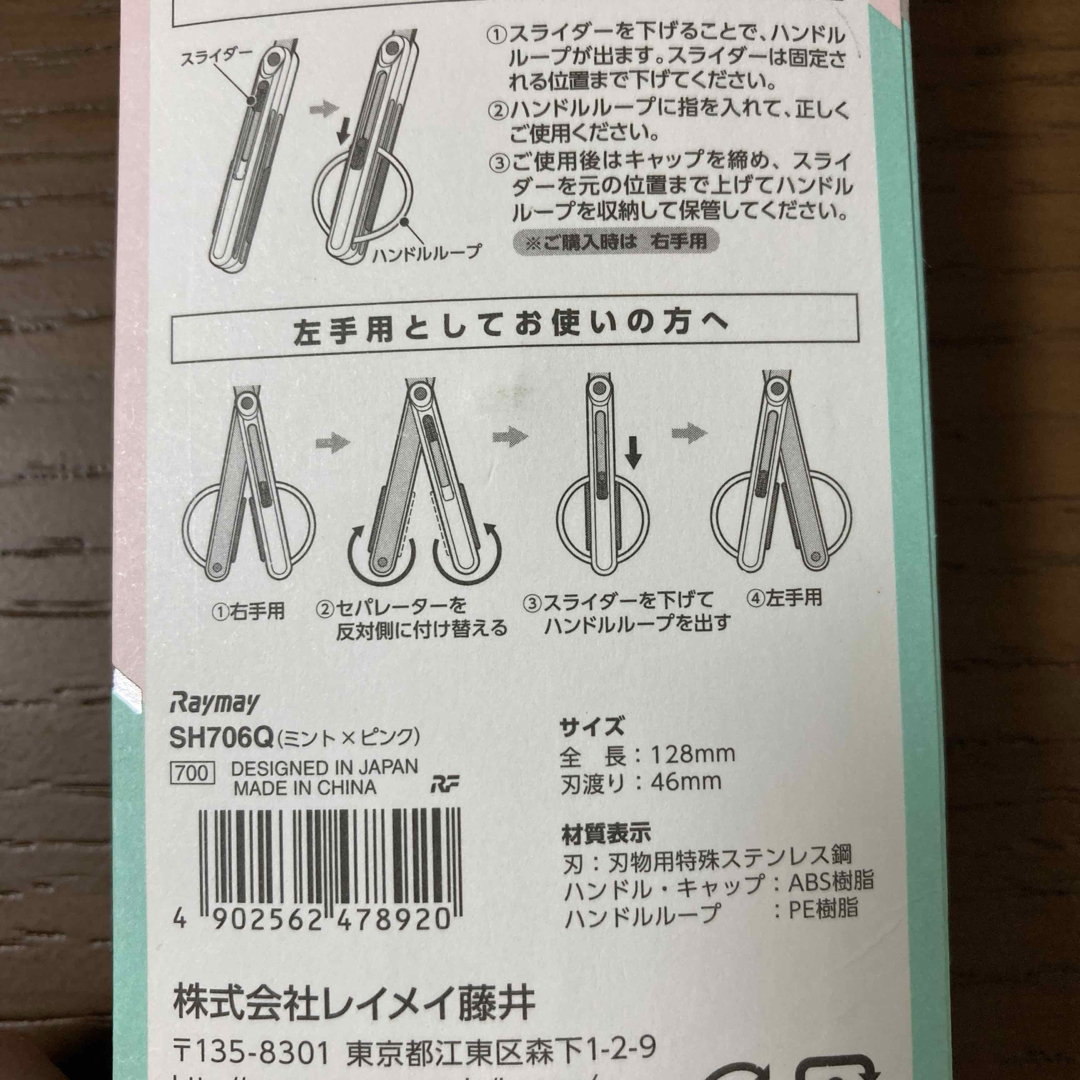 スライダー
ハンドルループ
①スライダーを下げることで、ハンドル
ループが出ます。スライダーは固定さ
れる位置まで下げてください。
②ハンドルループに指を入れて、正しく
ご使用ください。
③ご使用後はキャップを締め、スライ
ダーを元の位置まで上げてハンドル
ループを収納して保管してください。
※ご購入時は 右手用
左手用としてお使いの方へ
①右手用
②セパレーターを
反対側に付け替える
③スライダーを下げて
ハンドルループを出す
④左手用
Raymay
SH706Q(ミント×ピンク)
700 DESIGNED IN JAPAN
MADE IN CHINA RF
4 902562 478920
サイズ
全 長：128mm
刃渡り：46mm
材質表示
刃：刃物用特殊ステンレス鋼
ハンドル・キャップ：ABS樹脂
ハンドルループ ：PE樹脂
株式会社レイメイ藤井
〒135-8301 東京都江東区森下1-2-9